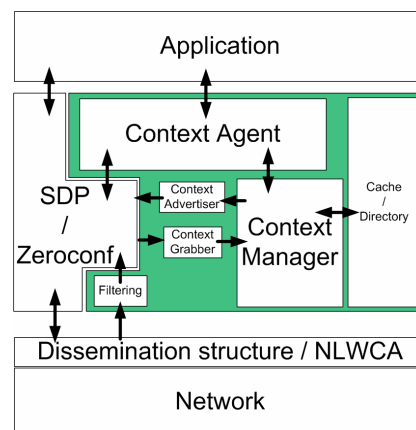 Application
Context Agent
SDP
/
Zeroconf
Context
Advertiser
Context
Grabber
Filtering
Context
Manager
Cache /
Directory
Dissemination structure / NLWCA
Network